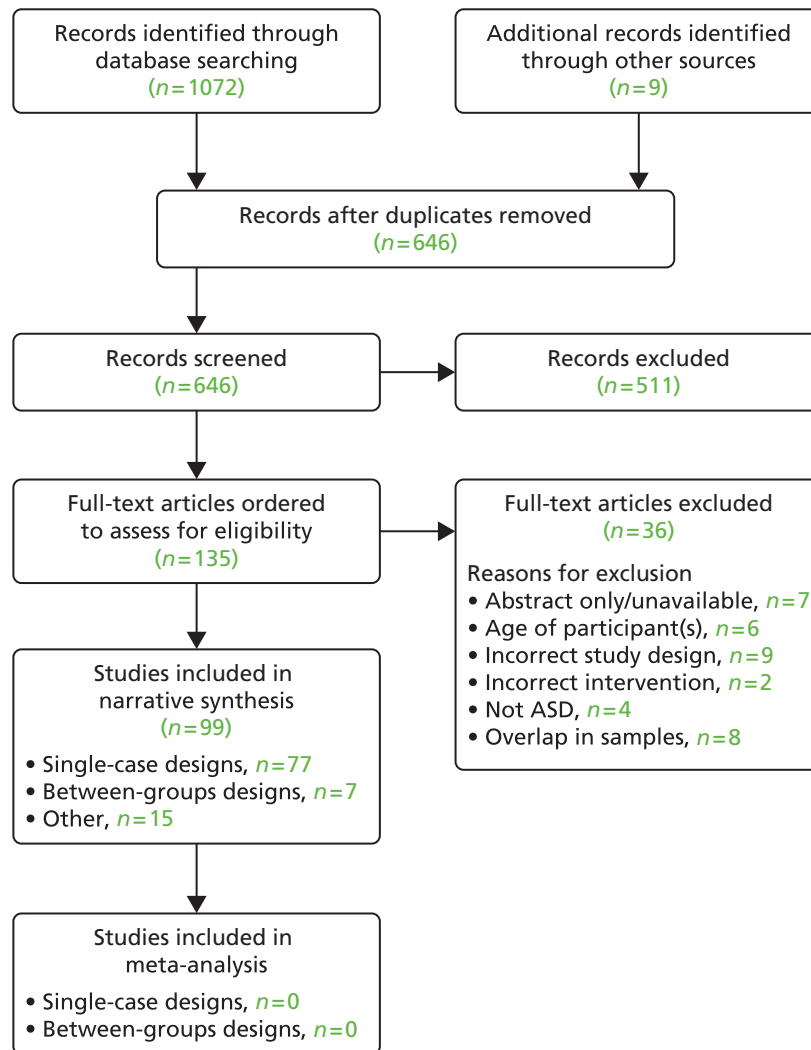 Records identified through
database searching
(n=1072)
Additional records identified
through other sources
(n=9)
Records after duplicates removed
(n=646)
Records screened
(n=646)
Records excluded
(n=511)
Full-text articles ordered
to assess for eligibility
(n=135)
Full-text articles excluded
(n=36)
Reasons for exclusion
• Abstract only/unavailable, n=7
• Age of participant(s), n=6
• Incorrect study design, n=9
• Incorrect intervention, n=2
• Not ASD, n=4
• Overlap in samples, n=8
Studies included in
narrative synthesis
(n=99)
• Single-case designs, n=77
• Between-groups designs, n=7
• Other, n=15
Studies included in
meta-analysis
• Single-case designs, n=0
• Between-groups designs, n=0